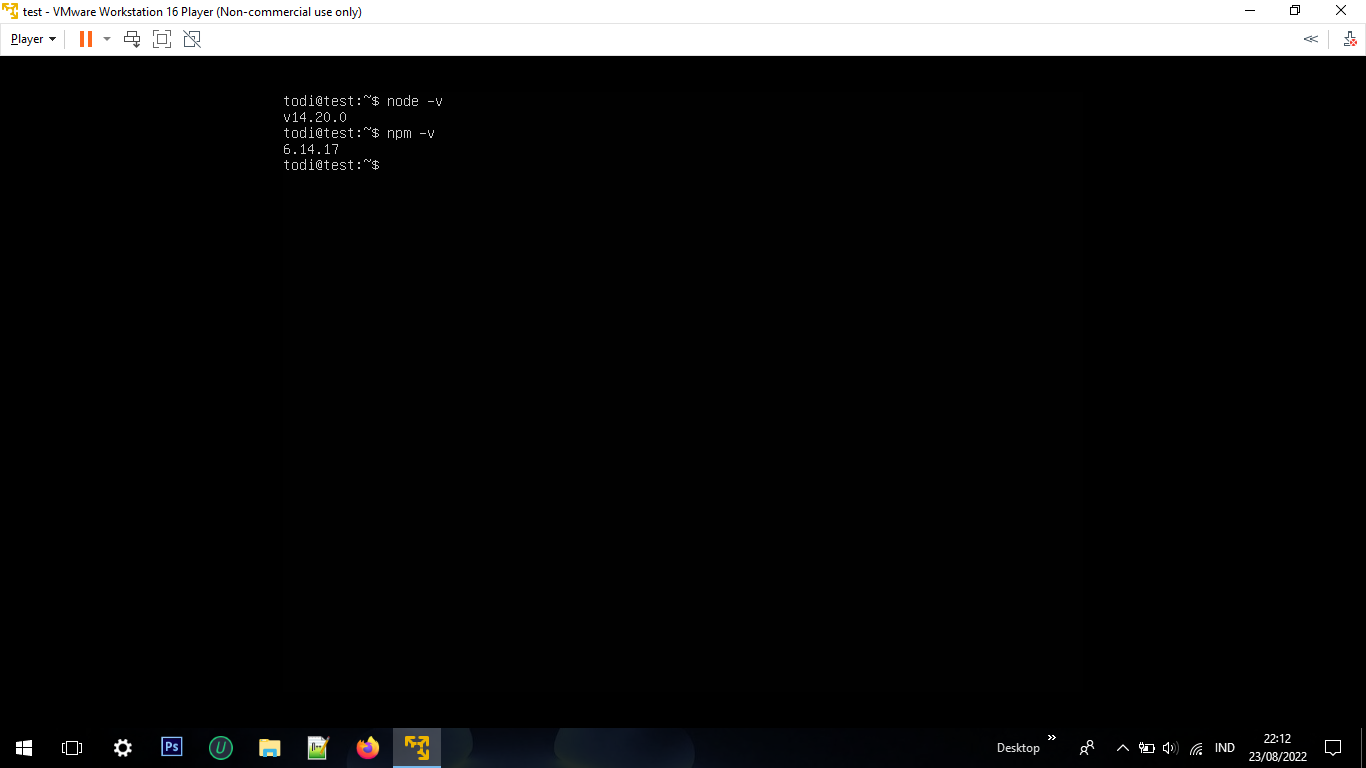 test - VMware Workstation 16 Player (Non-commercial use only)
Player
todi@test:~$ node -v
v14.20.0
todi@test:~$ npm -v
6.14.17
todi@test:~$
Ps
U
Desktop
IND
22:12
23/08/2022